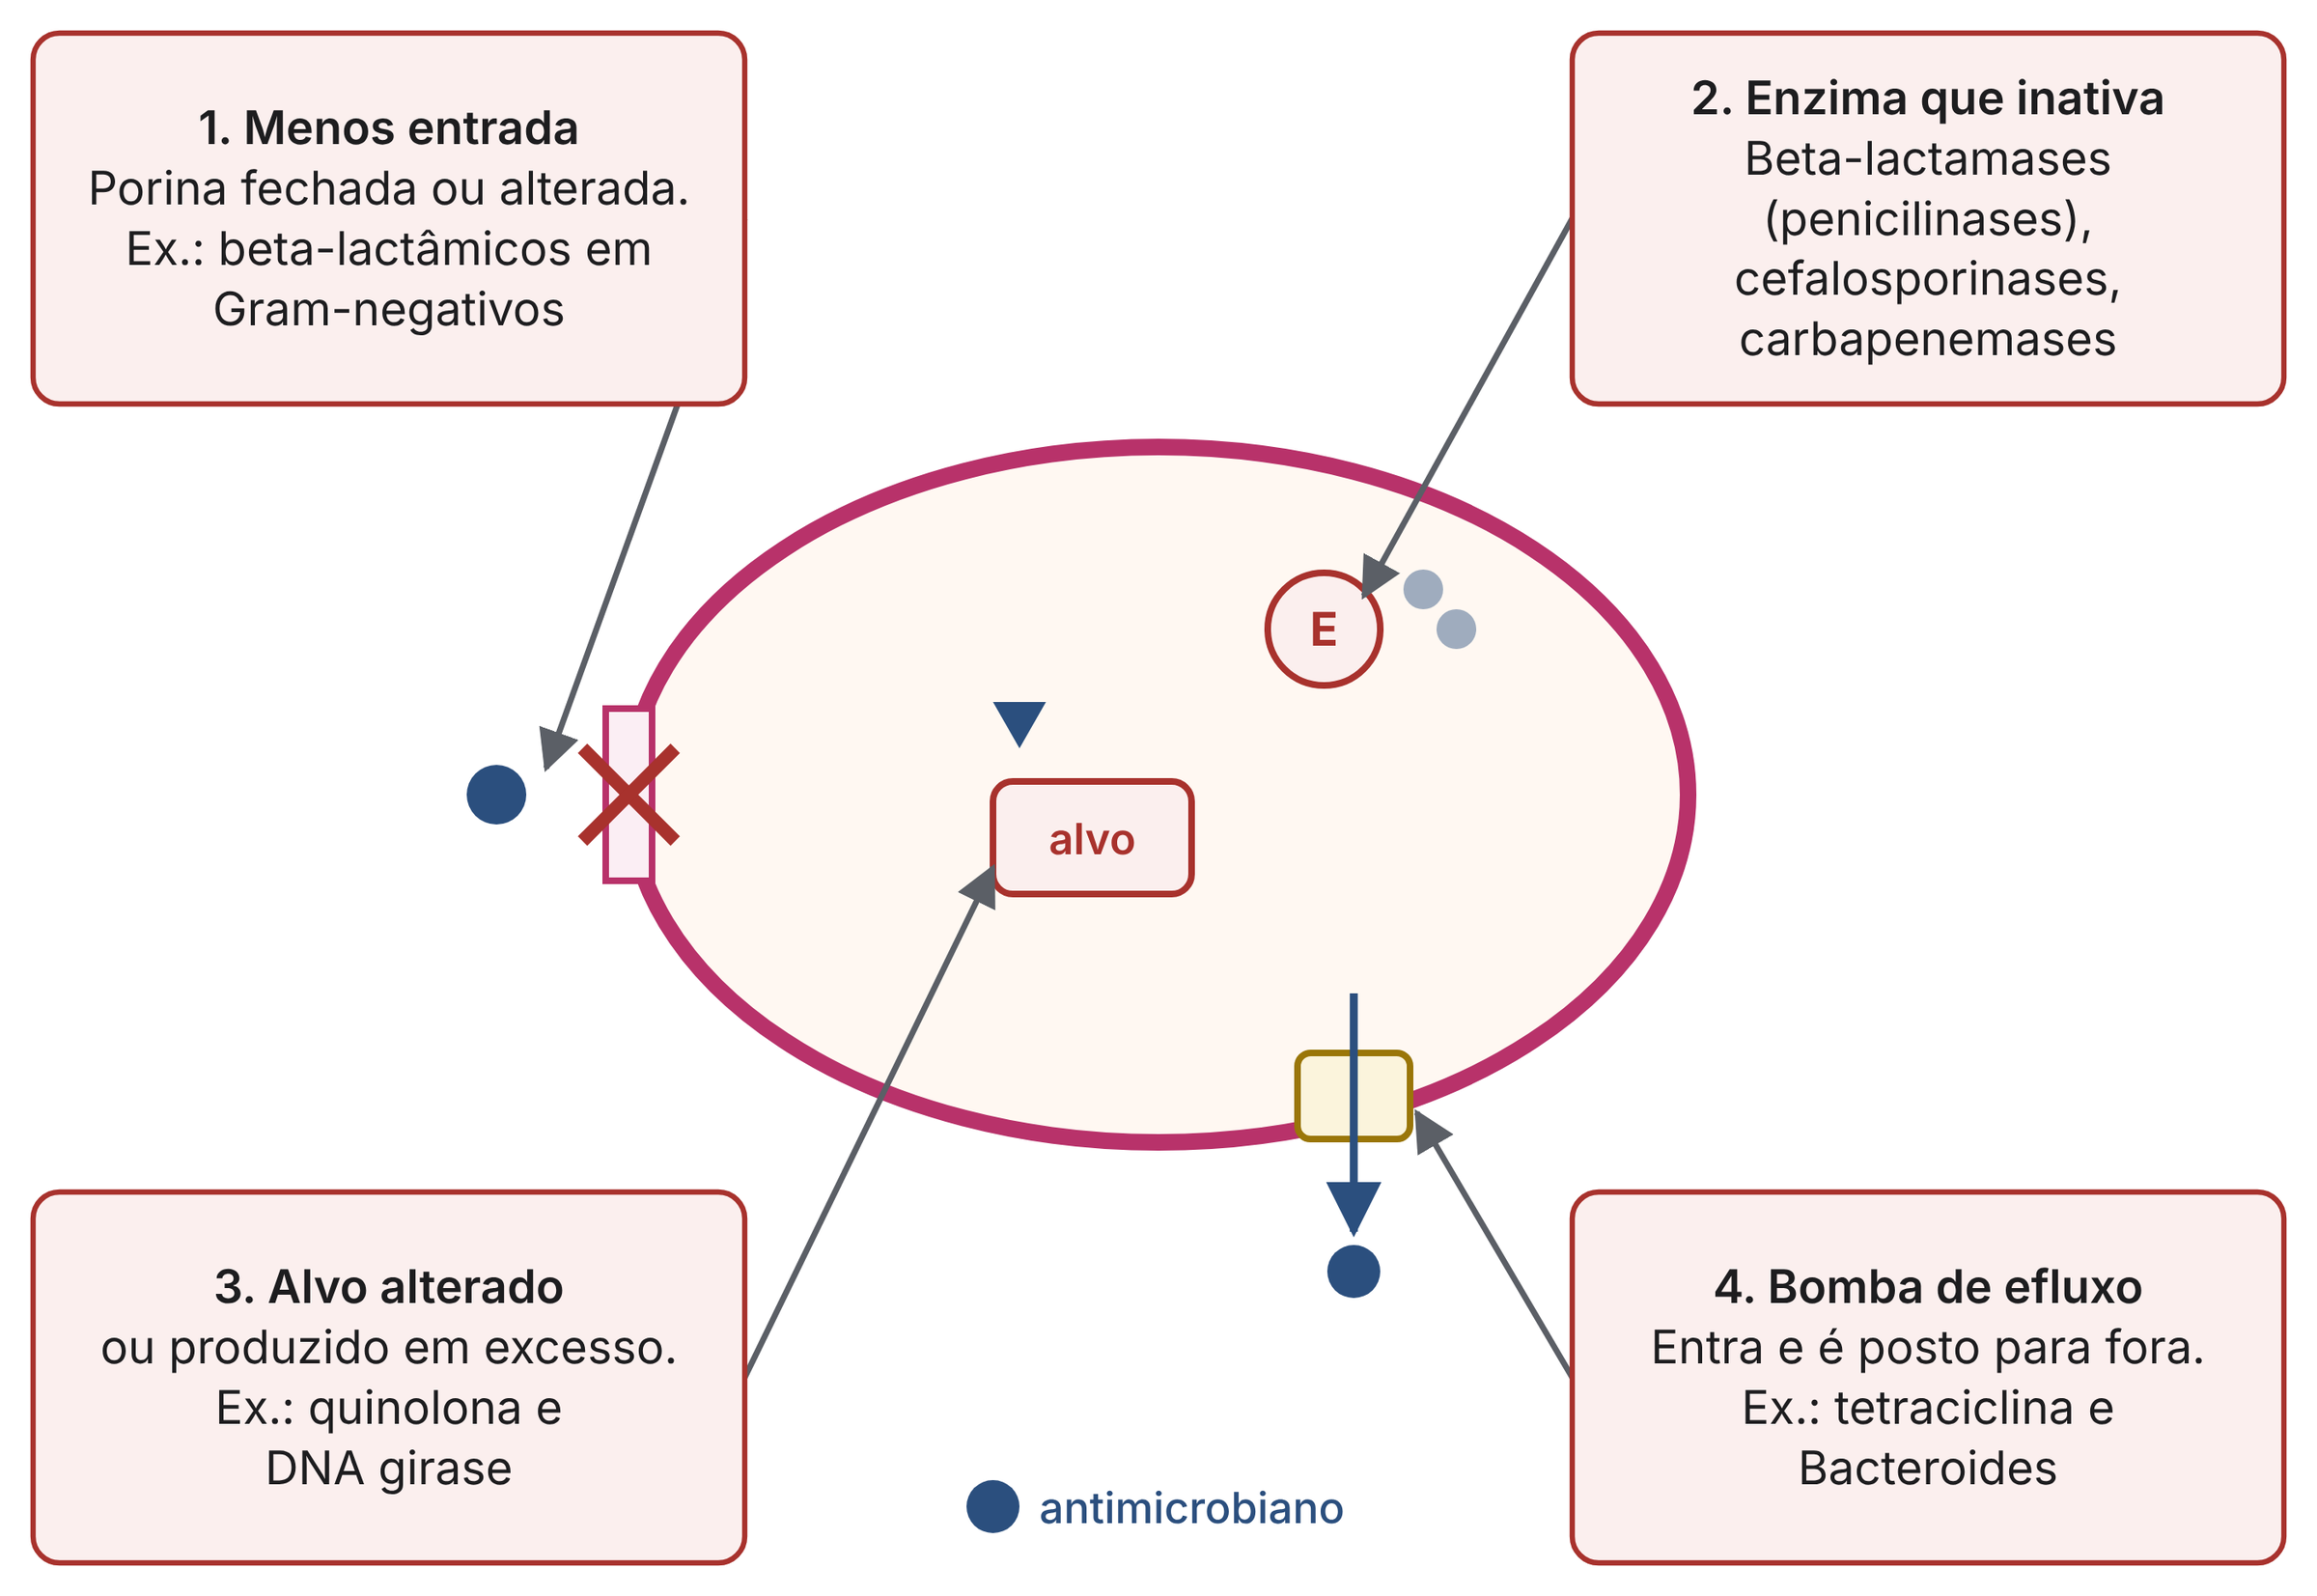 1. Menos entrada
Porina fechada ou alterada.
Ex.: beta-lactâmicos em
Gram-negativos
2. Enzima que inativa
Beta-lactamases
(penicilinases),
cefalosporinases,
carbapenemases
E
alvo
3. Alvo alterado
ou produzido em excesso.
Ex.: quinolona e
DNA girase
4. Bomba de efluxo
Entra e é posto para fora.
Ex.: tetraciclina e
Bacteroides
antimicrobiano